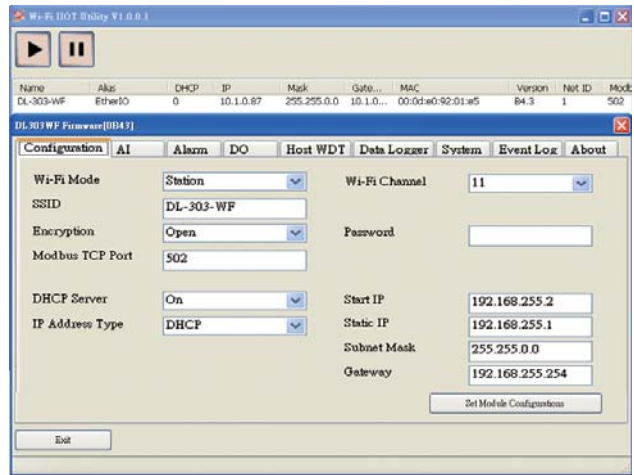 Wi-Fi IIOT Utility V1.0.0.1
Name Alias DHCP IP Mask Gate... MAC Version Net ID Modb
DL-303-WF EtherIO 0 10.1.0.87 255.255.0.0 10.1.0... 00:0d:e0:92:01:e5 B4.3 1 502
DL303WF Firmware[0B43]
Configuration AI Alarm DO Host WDT Data Logger System Event Log About
Wi-Fi Mode Station Wi-Fi Channel 11
SSID DL-303-WF
Encryption Open Password
Modbus TCP Port 502
DHCP Server On Start IP 192.168.255.2
IP Address Type DHCP Static IP 192.168.255.1
Subnet Mask 255.255.0.0
Gateway 192.168.255.254
Set Module Configurations
Exit